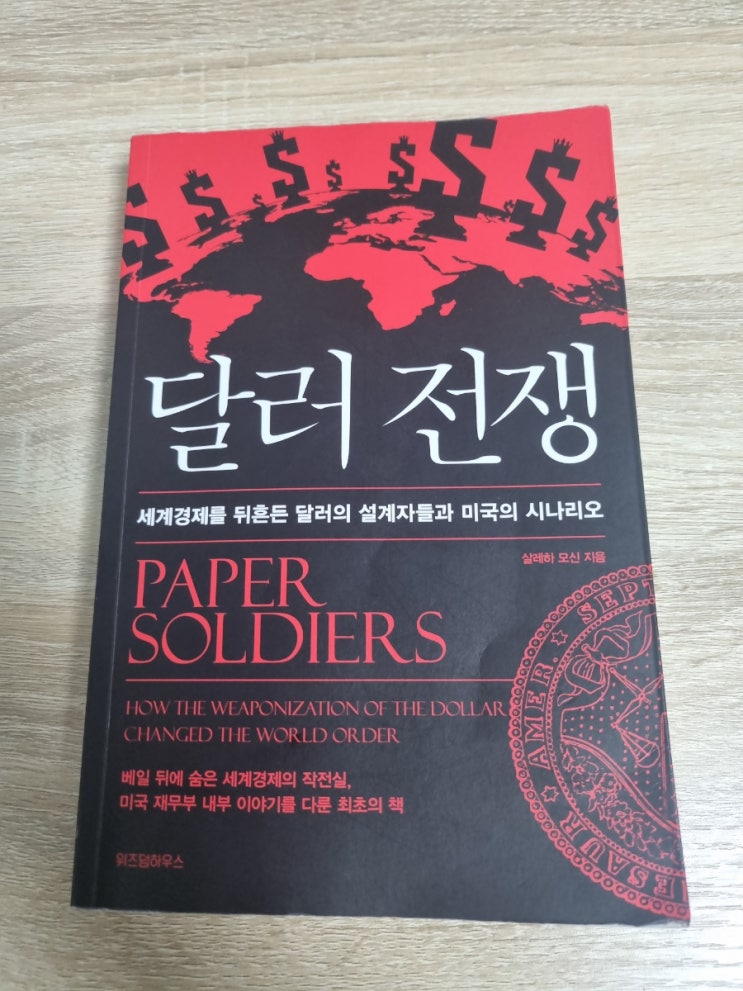 달러 전쟁
세계경제를 뒤흔든 달러의 설계자들과 미국의 시나리오
살레하 모신 지음
PAPER
SOLDIERS
HOW THE WEAPONIZATION OF THE DOLLAR
CHANGED THE WORLD ORDER
베일 뒤에 숨은 세계경제의 작전실,
미국 재무부 내부 이야기를 다룬 최초의 책
위즈덤하우스
AMER. ★ SEPT
ESAUR